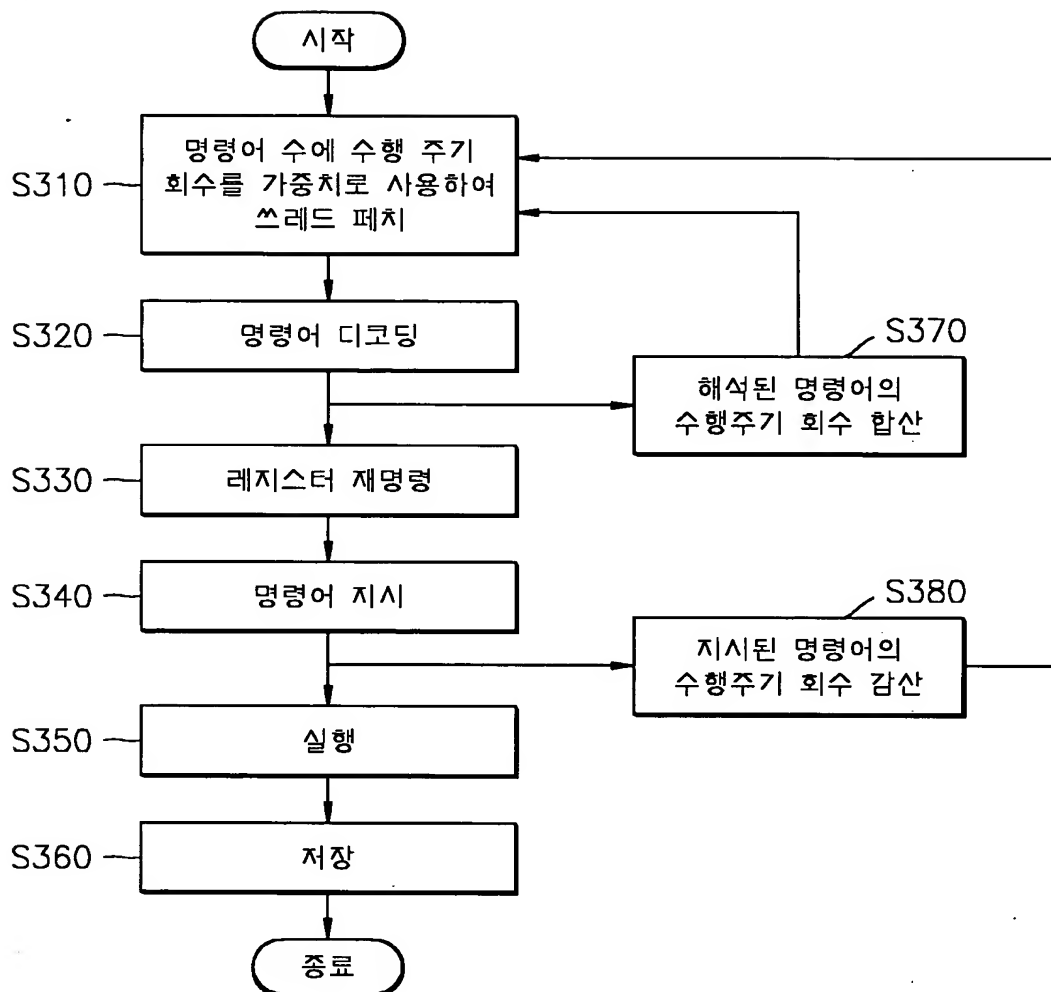 시작
S310
명령어 수에 수행 주기
회수를 가중치로 사용하여
쓰레드 페치
S320
명령어 디코딩
S370
해석된 명령어의
수행주기 회수 합산
S330
레지스터 재명령
S340
명령어 지시
S380
지시된 명령어의
수행주기 회수 감산
S350
실행
S360
저장
종료